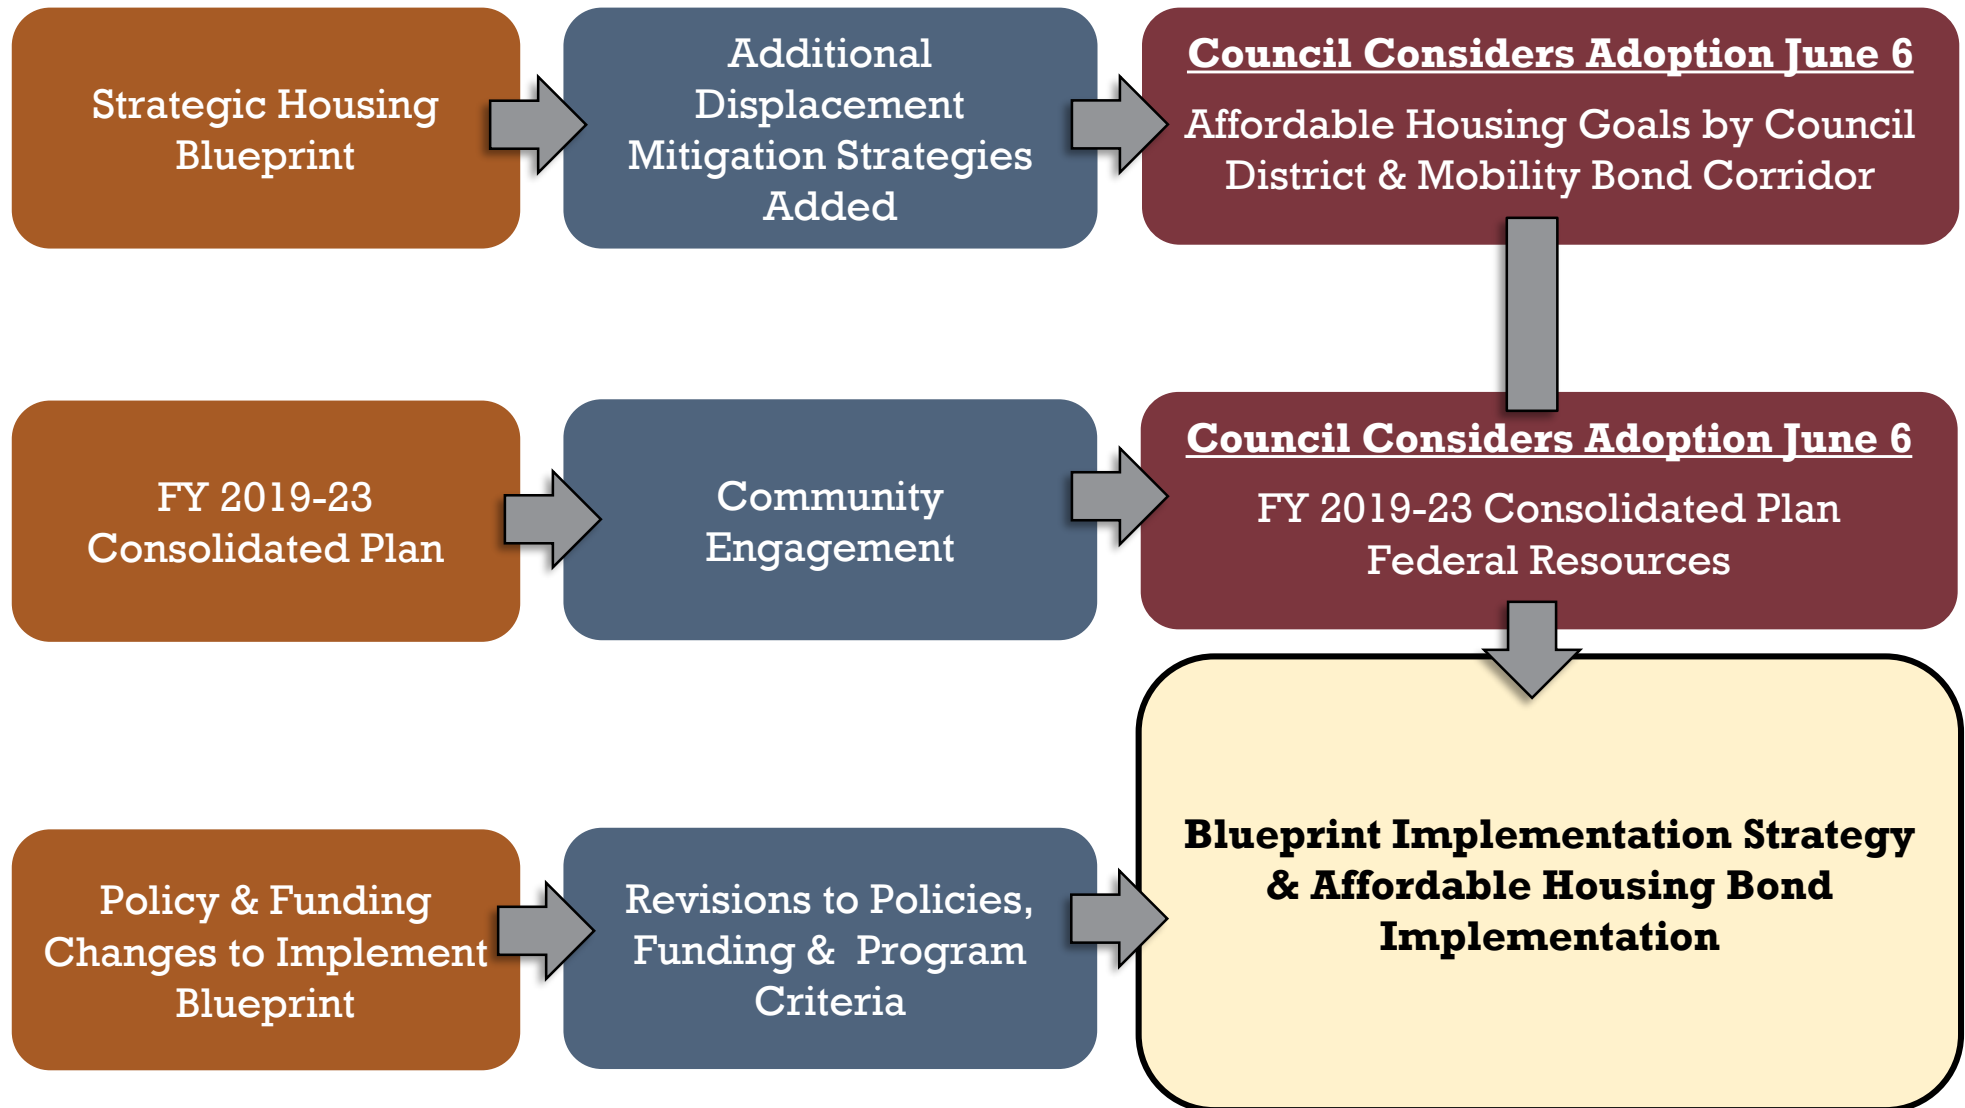 Strategic Housing
Blueprint
Additional
Displacement
Mitigation Strategies
Added
Council Considers Adoption June 6
Affordable Housing Goals by Council
District & Mobility Bond Corridor
FY 2019-23
Consolidated Plan
Community
Engagement
Council Considers Adoption June 6
FY 2019-23 Consolidated Plan
Federal Resources
Policy & Funding
Changes to Implement
Blueprint
Revisions to Policies,
Funding & Program
Criteria
Blueprint Implementation Strategy
& Affordable Housing Bond
Implementation